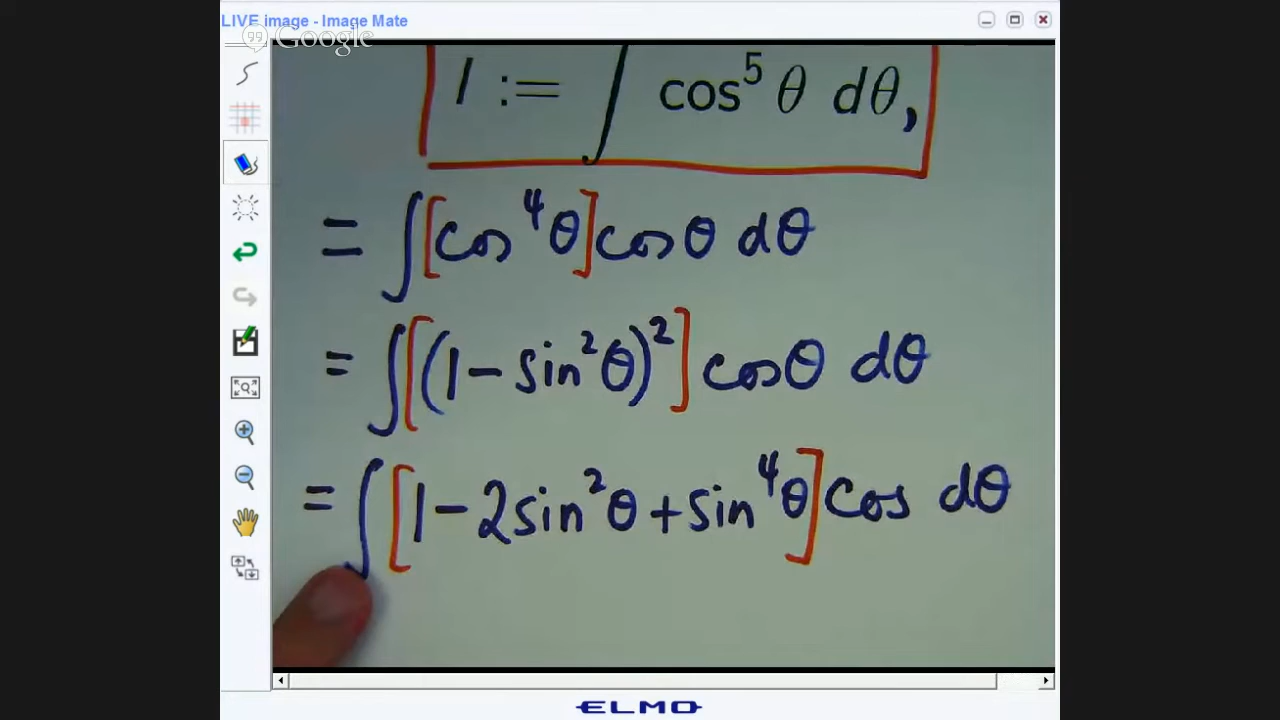 LIVE image - Image Mate
Google
I := ∫ cos⁵ θ dθ,
= ∫[cos⁴θ]cosθ dθ
= ∫[(1-sin²θ)²] cosθ dθ
= ∫[1-2sin²θ+sin⁴θ]cos dθ
ELMO